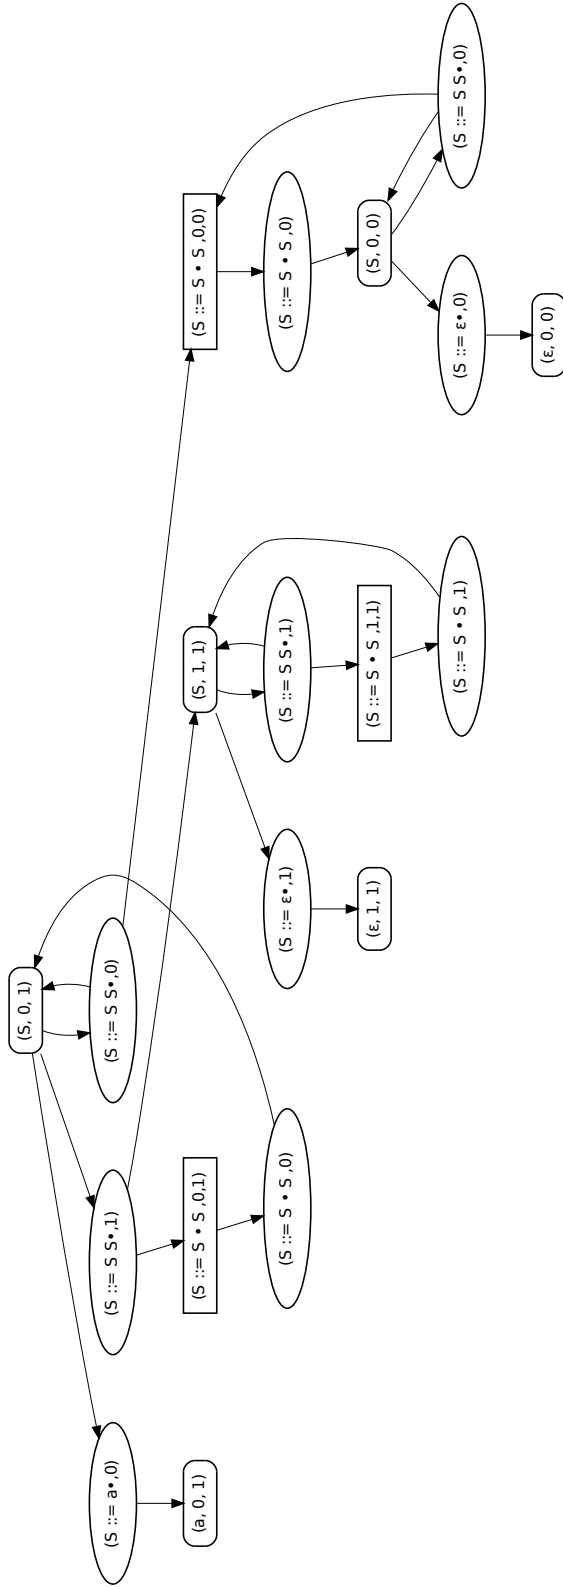 (S, 0, 1)
(S ::= a•,0)
(S ::= S S•,1)
(S ::= S S•,0)
(a, 0, 1)
(S ::= S • S ,0,1)
(S, 1, 1)
(S ::= S • S ,0,0)
(S ::= S • S ,0)
(S ::= ε•,1)
(S ::= S S•,1)
(S ::= S • S ,0)
(ε, 1, 1)
(S ::= S • S ,1,1)
(S, 0, 0)
(S ::= S • S ,1)
(S ::= ε•,0)
(S ::= S S•,0)
(ε, 0, 0)